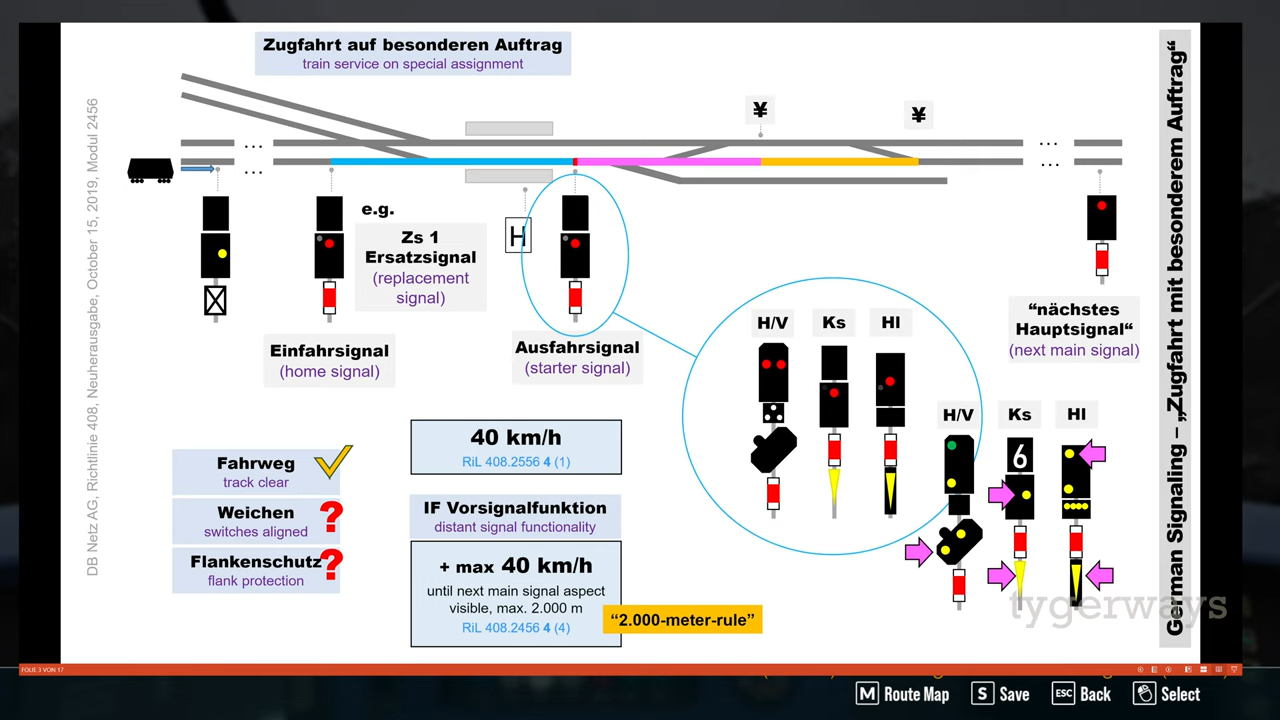 Zugfahrt auf besonderen Auftrag
train service on special assignment
DB Netz AG, Richtlinie 408, Neuherausgabe, October 15, 2019, Modul 2456
German Signaling – „Zugfahrt mit besonderem Auftrag“
¥
¥
...
...
...
...
e.g.
Zs 1
Ersatzsignal
(replacement
signal)
H
Einfahrsignal
(home signal)
Ausfahrsignal
(starter signal)
“nächstes
Hauptsignal“
(next main signal)
H/V
Ks
Hl
H/V
Ks
Hl
6
40 km/h
RiL 408.2556 4 (1)
Fahrweg
track clear
Weichen
switches aligned
?
Flankenschutz
flank protection
?
IF Vorsignalfunktion
distant signal functionality
+ max 40 km/h
until next main signal aspect
visible, max. 2.000 m
RiL 408.2456 4 (4)
“2.000-meter-rule”
tygerways
FOLIE 3 VON 17
M Route Map
S Save
ESC Back
Select